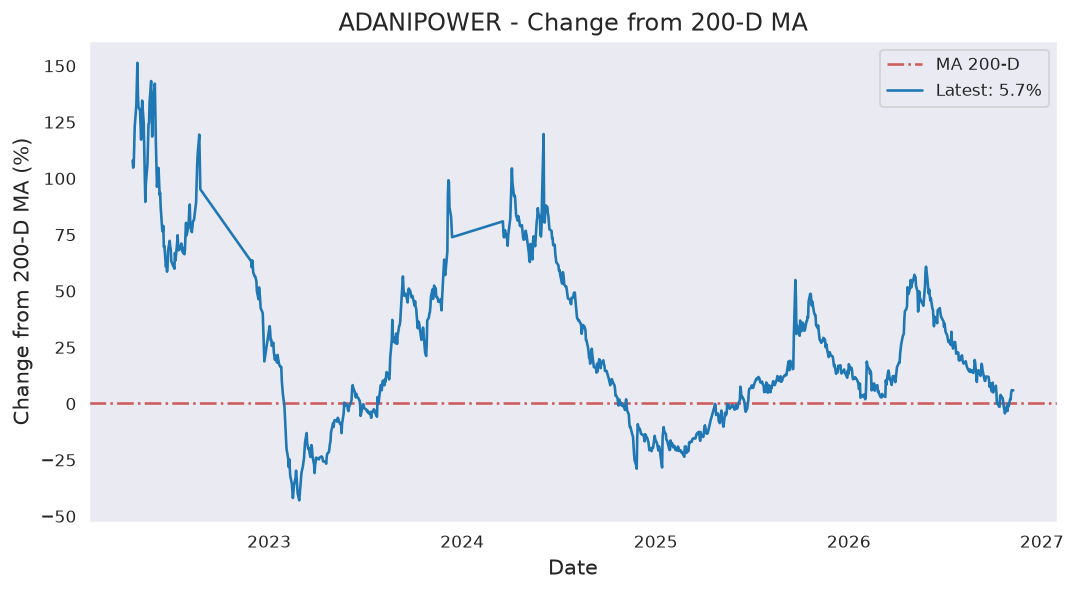 ADANIPOWER - Change from 200-D MA
MA 200-D
Latest: 5.7%
Change from 200-D MA (%)
150
125
100
75
50
25
0
−25
−50
2023
2024
2025
2026
2027
Date